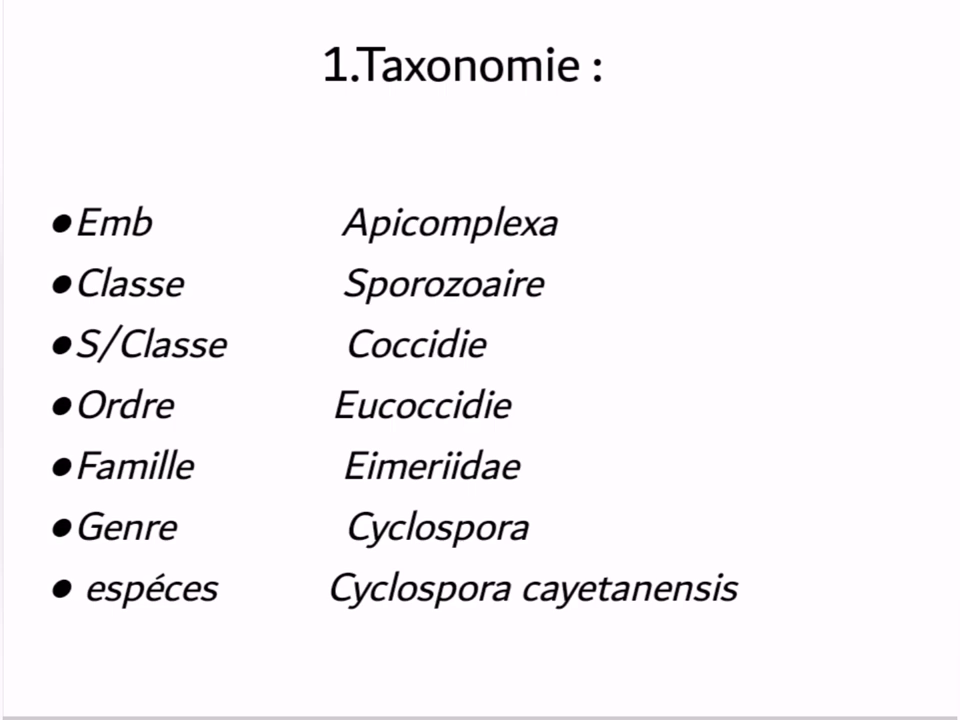 1.Taxonomie :
●Emb Apicomplexa
●Classe Sporozoaire
●S/Classe Coccidie
●Ordre Eucoccidie
●Famille Eimeriidae
●Genre Cyclospora
● espéces Cyclospora cayetanensis